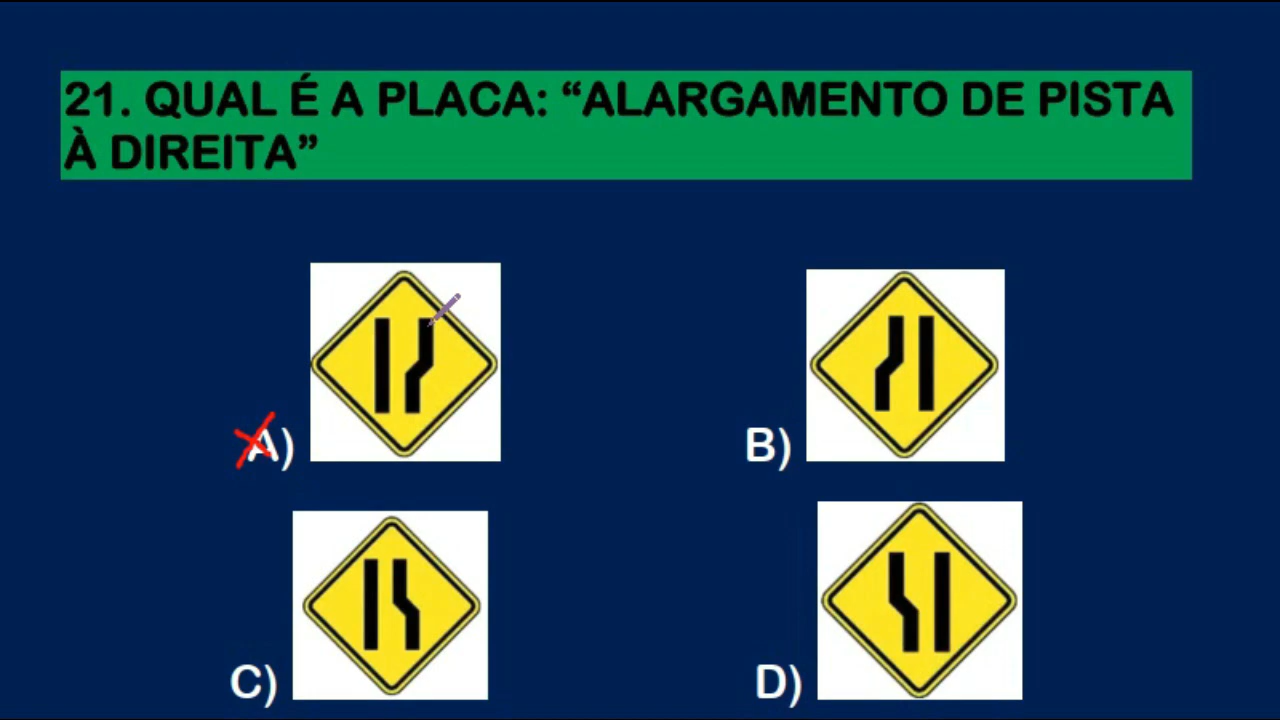 21. QUAL É A PLACA: “ALARGAMENTO DE PISTA
À DIREITA”
A)
B)
C)
D)